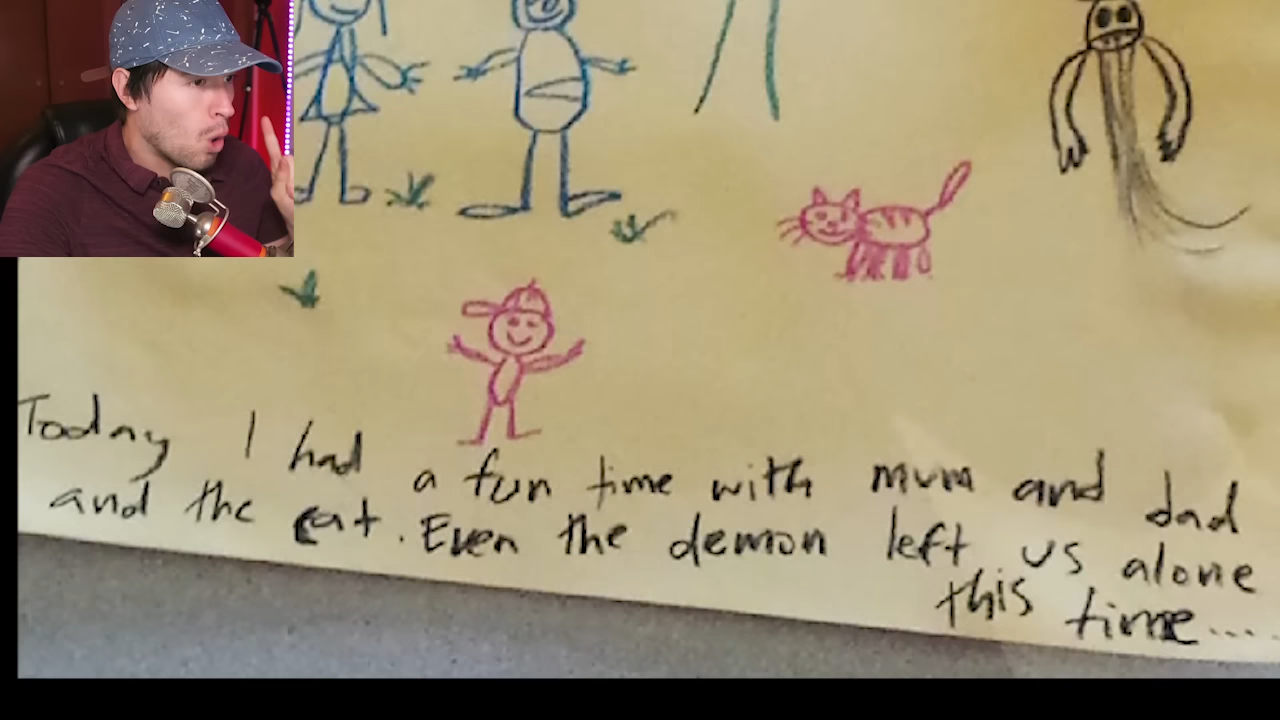 Today I had a fun time with mum and dad
and the cat. Even the demon left us alone
this time....